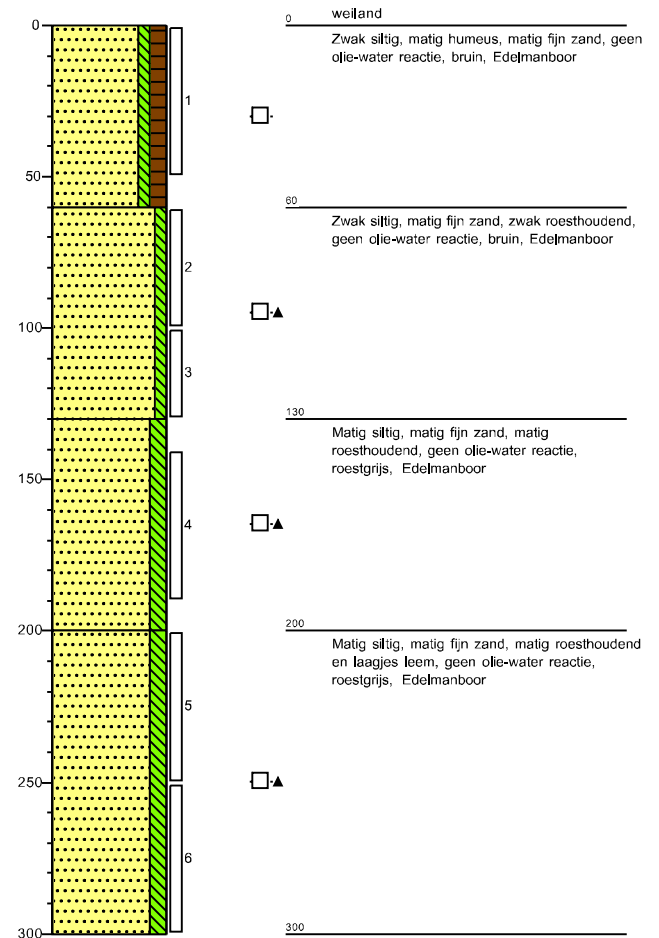 weiland
0
0
Zwak siltig, matig humeus, matig fijn zand, geen
olie-water reactie, bruin, Edelmanboor
1
50
60
Zwak siltig, matig fijn zand, zwak roesthoudend,
geen olie-water reactie, bruin, Edelmanboor
2
100
3
130
Matig siltig, matig fijn zand, matig
roesthoudend, geen olie-water reactie,
roestgrijs, Edelmanboor
150
4
200
200
Matig siltig, matig fijn zand, matig roesthoudend
en laagjes leem, geen olie-water reactie,
roestgrijs, Edelmanboor
5
250
6
300
300